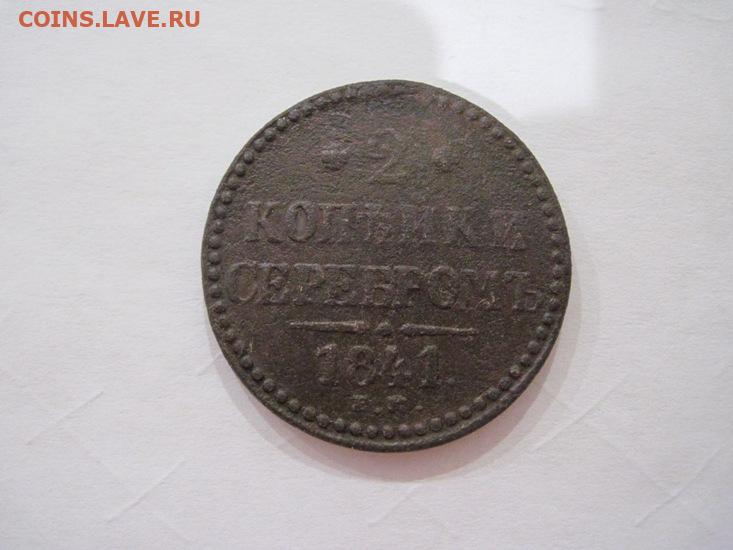 COINS.LAVE.RU
* 2 *
КОПѢЙКИ
СЕРЕБРОМЪ
1841.